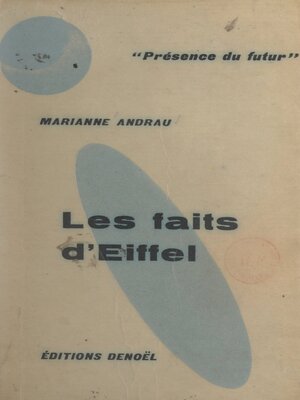 "Présence du futur"
MARIANNE ANDRAU
Les faits
d'Eiffel
ÉDITIONS DENOËL